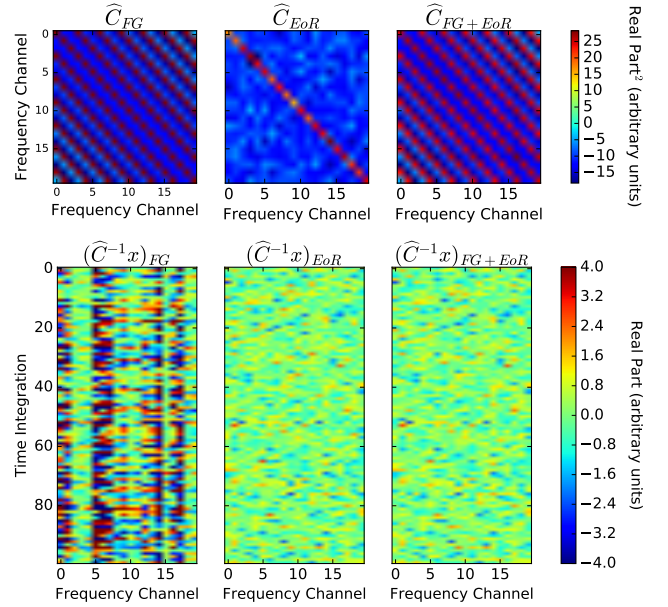 Ĉ_FG Ĉ_EoR Ĉ_FG+EoR
Frequency Channel
0
5
10
15
0 5 10 15
0 5 10 15
0 5 10 15
Frequency Channel Frequency Channel Frequency Channel
25
20
15
10
5
0
−5
−10
−15
Real Part² (arbitrary units)
(Ĉ⁻¹x)_FG (Ĉ⁻¹x)_EoR (Ĉ⁻¹x)_FG+EoR
Time Integration
0
20
40
60
80
0 5 10 15
0 5 10 15
0 5 10 15
Frequency Channel Frequency Channel Frequency Channel
4.0
3.2
2.4
1.6
0.8
0.0
−0.8
−1.6
−2.4
−3.2
−4.0
Real Part (arbitrary units)